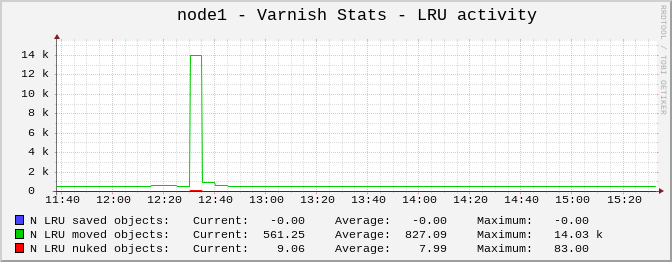 node1 - Varnish Stats - LRU activity
RRDTOOL / TOBI OETIKER
14 k
12 k
10 k
8 k
6 k
4 k
2 k
0
11:40 12:00 12:20 12:40 13:00 13:20 13:40 14:00 14:20 14:40 15:00 15:20
N LRU saved objects: Current: -0.00 Average: -0.00 Maximum: -0.00
N LRU moved objects: Current: 561.25 Average: 827.09 Maximum: 14.03 k
N LRU nuked objects: Current: 9.06 Average: 7.99 Maximum: 83.00